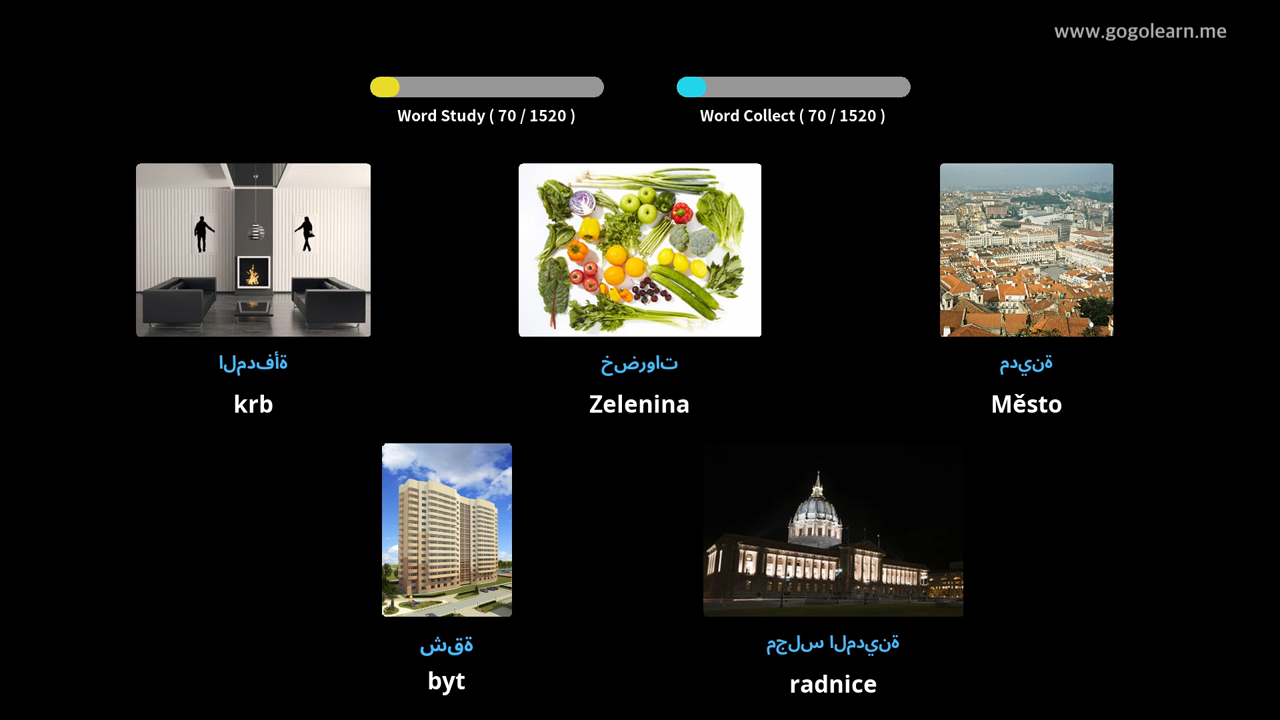 www.gogolearn.me
Word Study ( 70 / 1520 )
Word Collect ( 70 / 1520 )
المدفأة
خضروات
مدينة
krb
Zelenina
Město
شقة
مجلس المدينة
byt
radnice